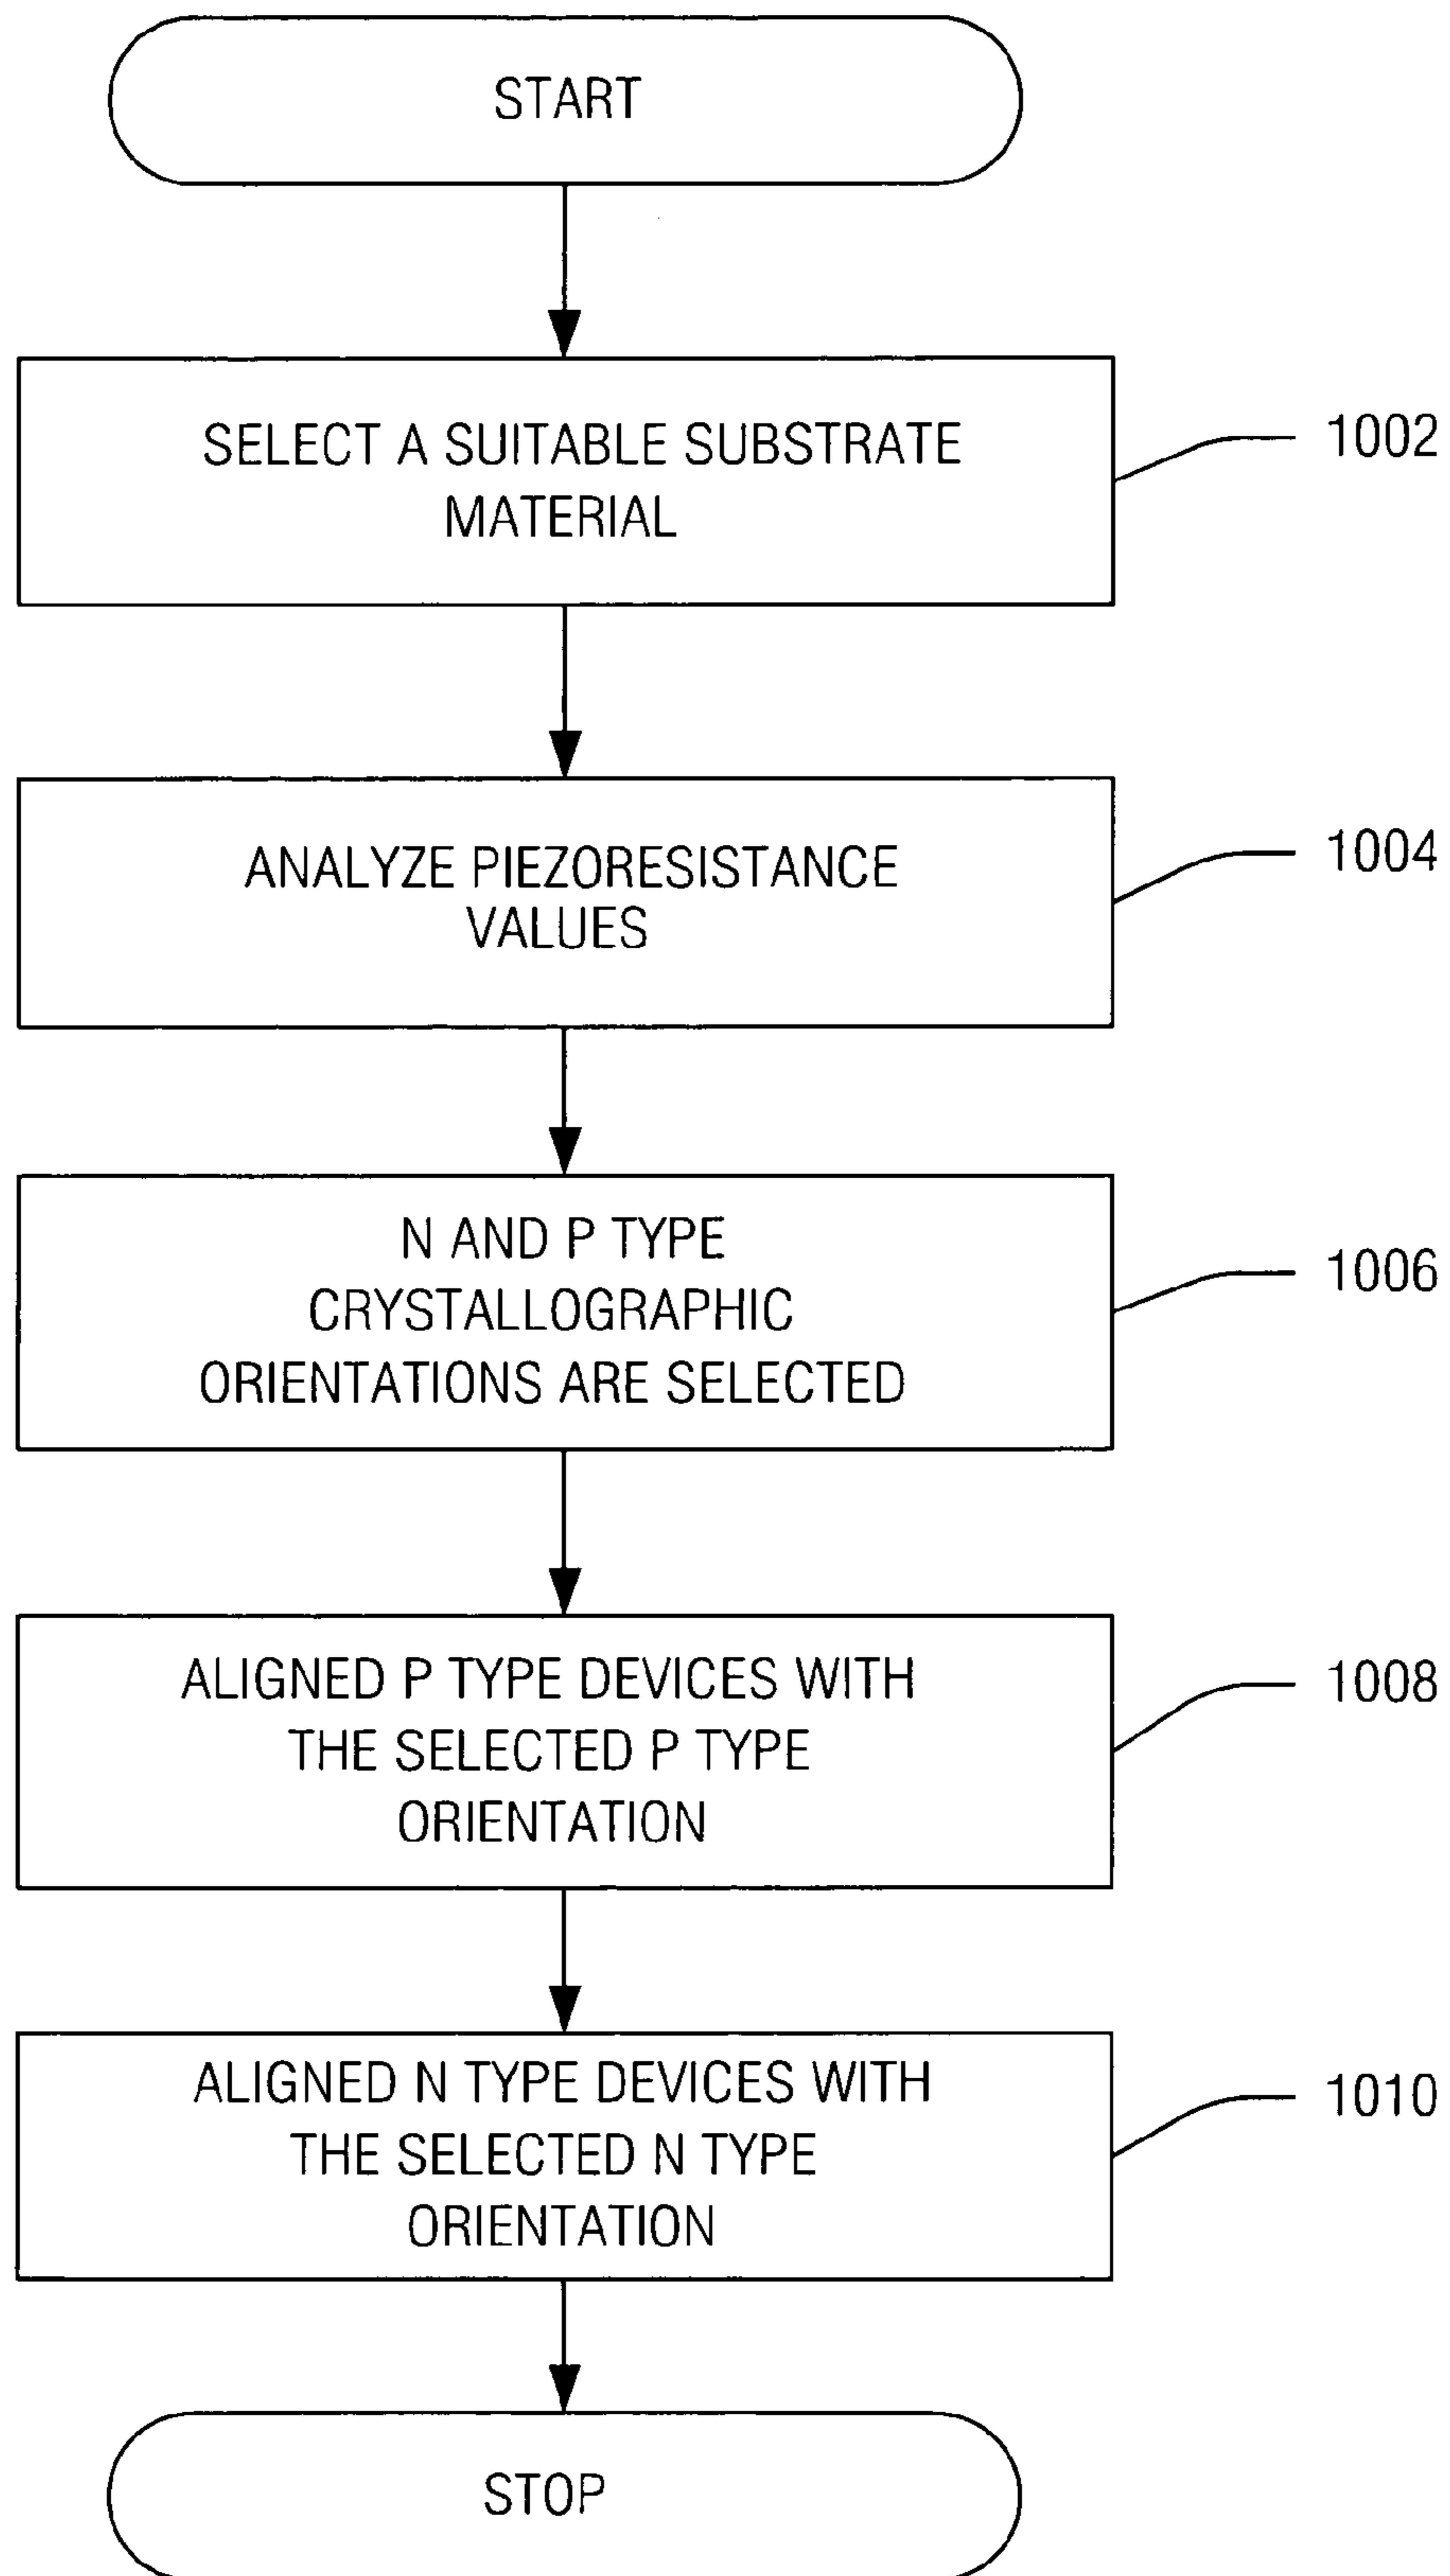 START
SELECT A SUITABLE SUBSTRATE
MATERIAL
1002
ANALYZE PIEZORESISTANCE
VALUES
1004
N AND P TYPE
CRYSTALLOGRAPHIC
ORIENTATIONS ARE SELECTED
1006
ALIGNED P TYPE DEVICES WITH
THE SELECTED P TYPE
ORIENTATION
1008
ALIGNED N TYPE DEVICES WITH
THE SELECTED N TYPE
ORIENTATION
1010
STOP